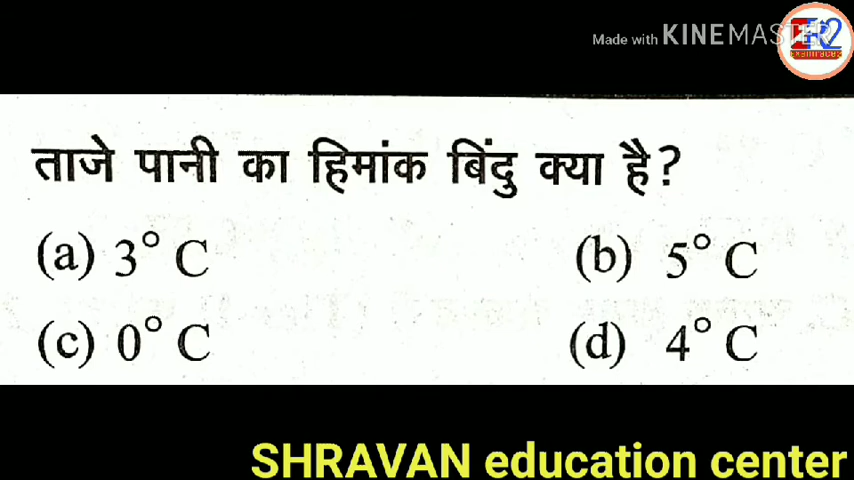 Made with KINEMASTER
ताजे पानी का हिमांक बिंदु क्या है?
(a) 3° C (b) 5° C
(c) 0° C (d) 4° C
SHRAVAN education center